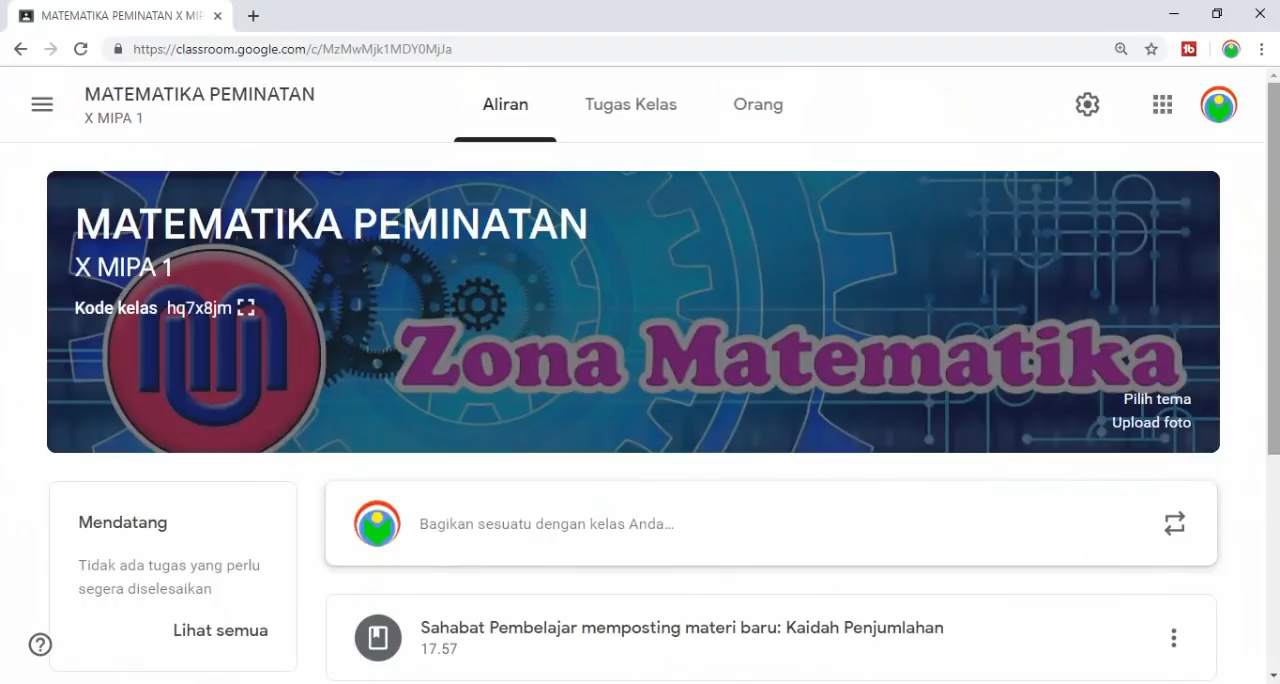 MATEMATIKA PEMINATAN X MIP
https://classroom.google.com/c/MzMwMjk1MDY0MjJa
MATEMATIKA PEMINATAN
X MIPA 1
Aliran
Tugas Kelas
Orang
MATEMATIKA PEMINATAN
X MIPA 1
Kode kelas hq7x8jm
Zona Matematika
Pilih tema
Upload foto
Mendatang
Tidak ada tugas yang perlu
segera diselesaikan
Lihat semua
Bagikan sesuatu dengan kelas Anda...
Sahabat Pembelajar memposting materi baru: Kaidah Penjumlahan
17.57